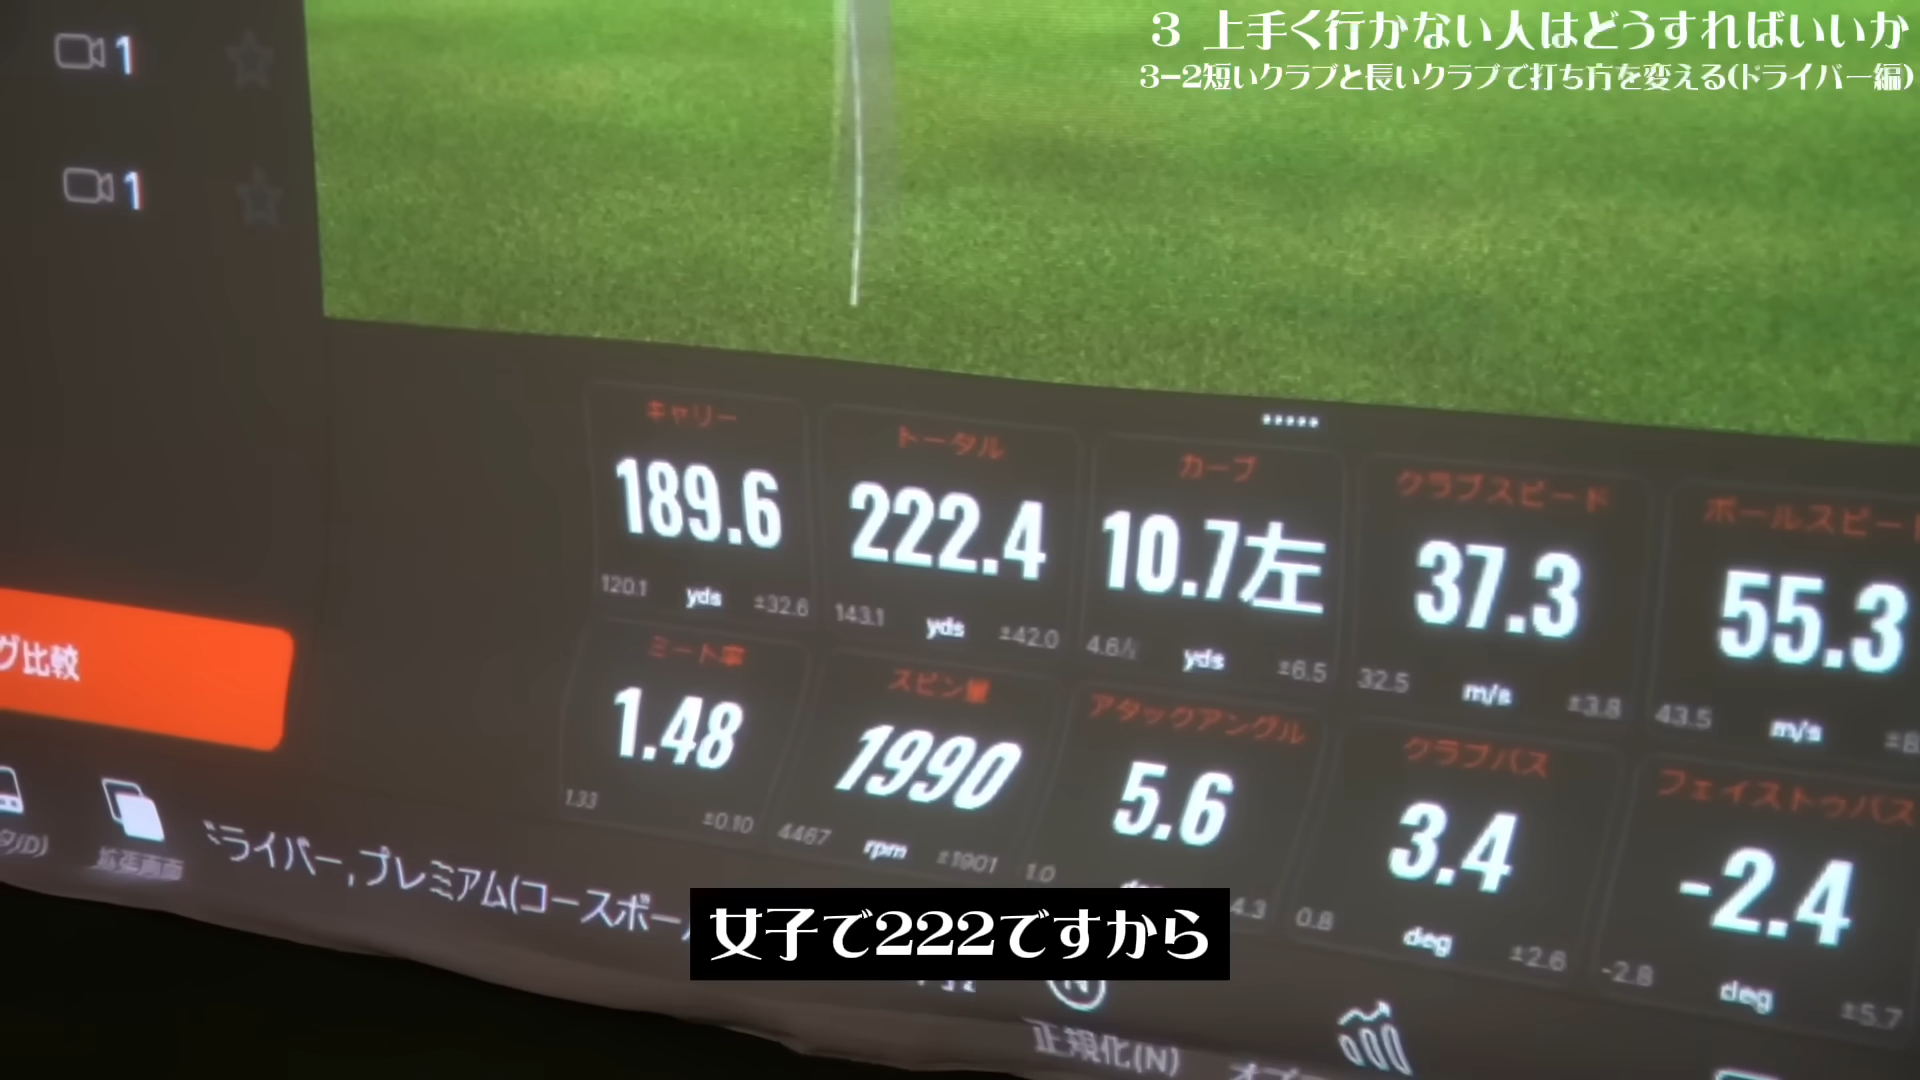 3 上手く行かない人はどうすればいいか
3-2短いクラブと長いクラブで打ち方を変える(ドライバー編)
1
1
キャリー
189.6
120.1 yds ±32.6
トータル
222.4
143.1 yds ±42.0
カーブ
10.7左
4.6 yds ±6.5
クラブスピード
37.3
32.5 m/s ±3.8
ボールスピード
55.3
43.5 m/s
グ比較
ミート率
1.48
1.33 ±0.10
スピン量
1990
4467 rpm ±1901
アタックアングル
5.6
1.0 4.3
クラブパス
3.4
0.8 deg ±2.6
フェイストゥパス
-2.4
-2.8 deg ±5.7
タ(D)
拡張画面
ライバー,プレミアム(コースボー
女子で222ですから
正規化(N)